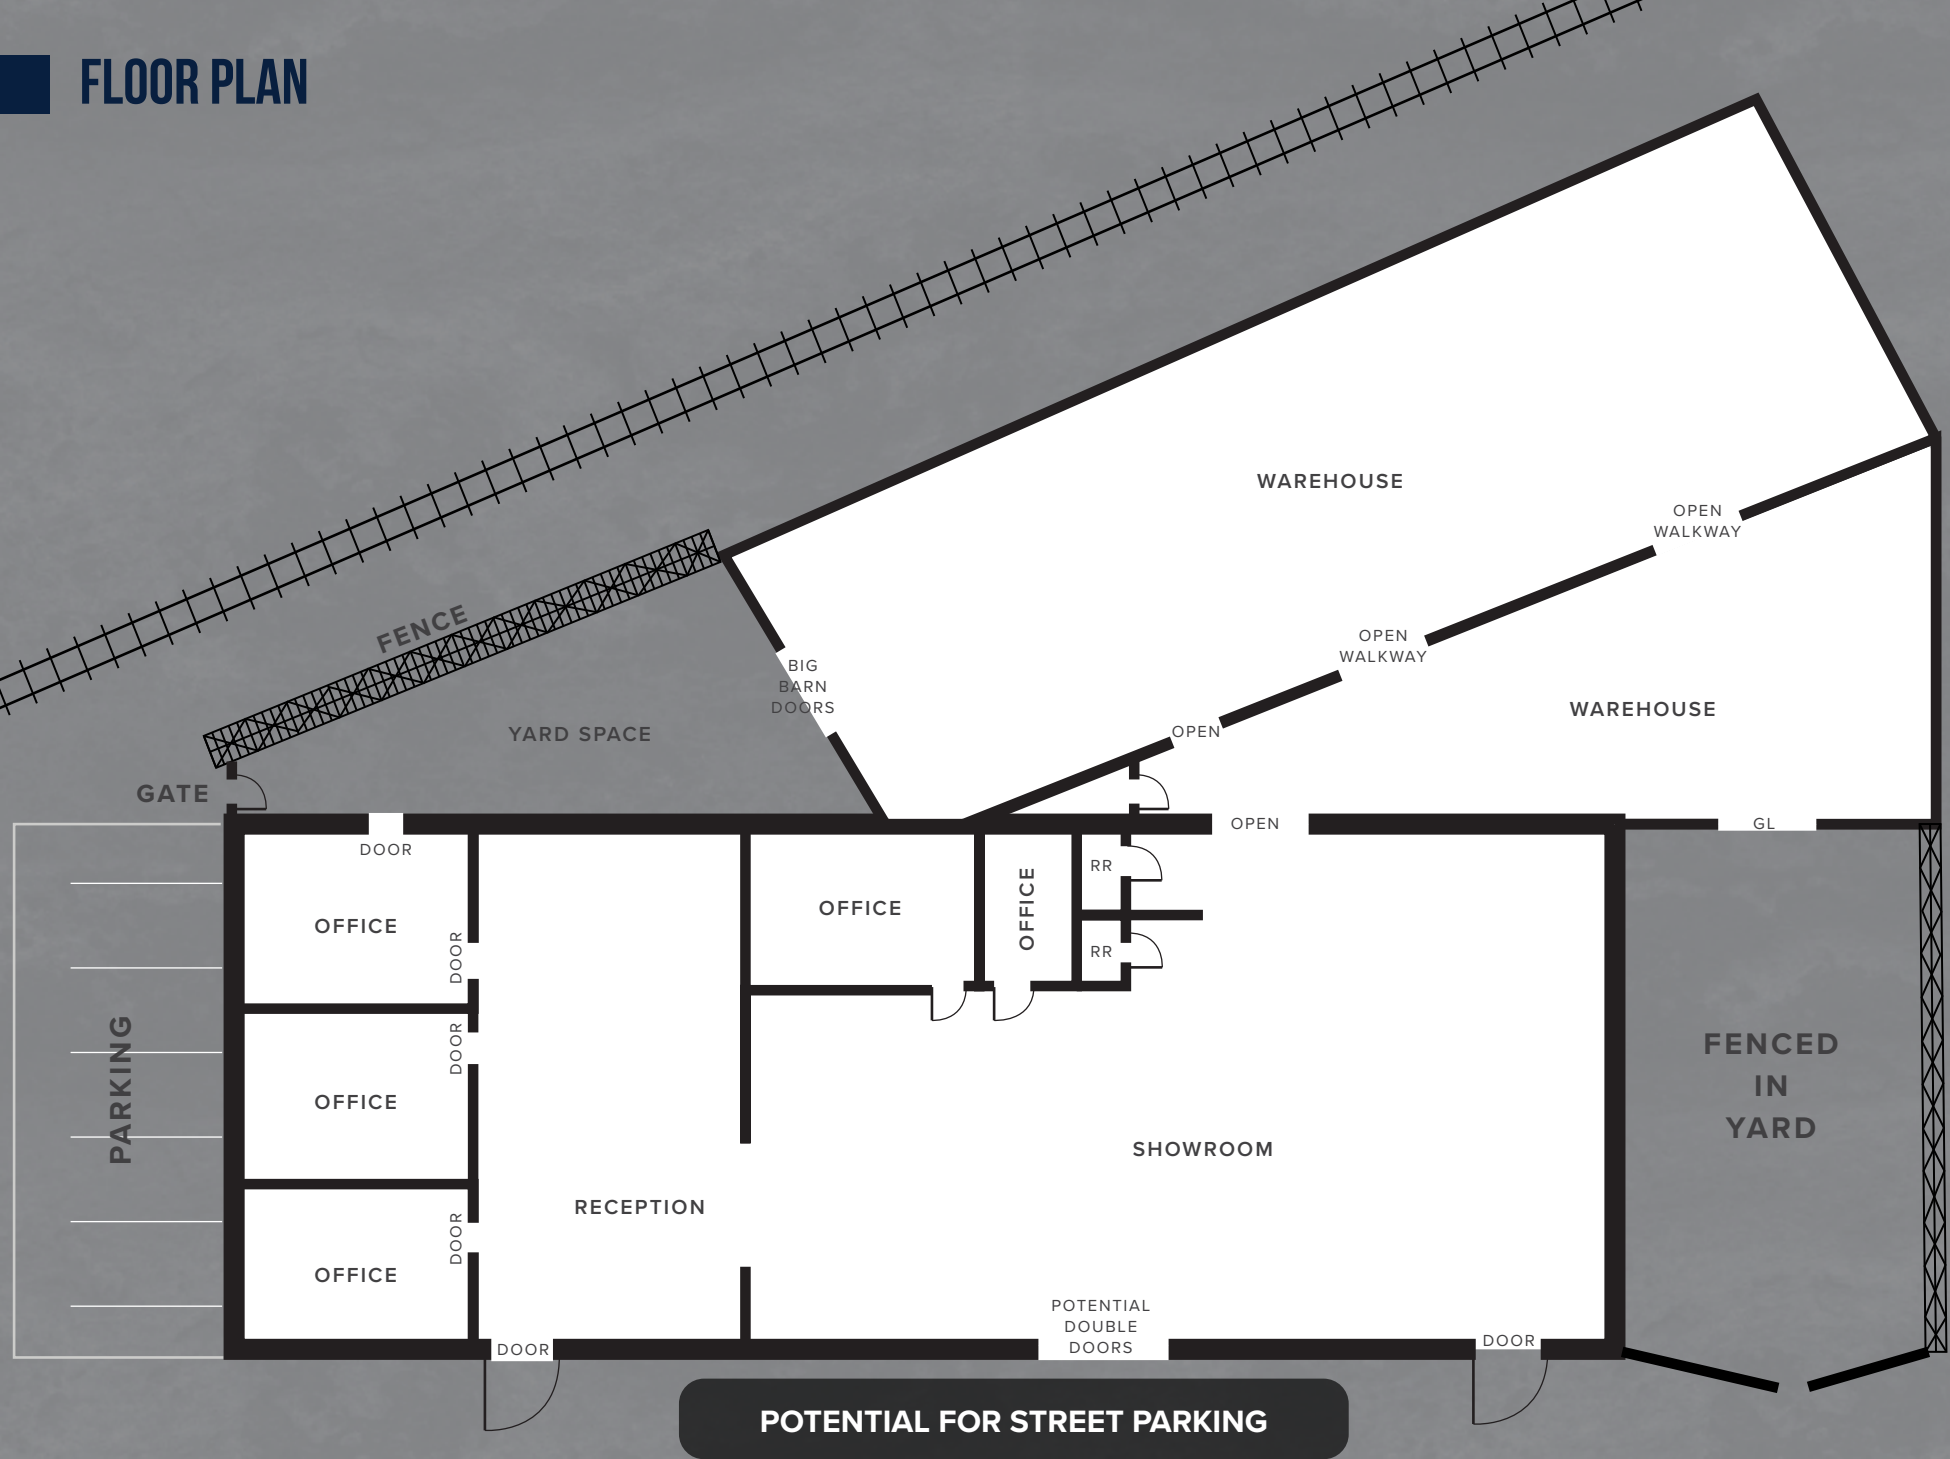 FLOOR PLAN
WAREHOUSE
OPEN
WALKWAY
FENCE
OPEN
WALKWAY
BIG
BARN
DOORS
WAREHOUSE
YARD SPACE
OPEN
GATE
OPEN
GL
DOOR
RR
OFFICE
OFFICE
OFFICE
DOOR
RR
DOOR
FENCED
IN
YARD
PARKING
OFFICE
SHOWROOM
RECEPTION
DOOR
OFFICE
POTENTIAL
DOUBLE
DOORS
DOOR
DOOR
POTENTIAL FOR STREET PARKING